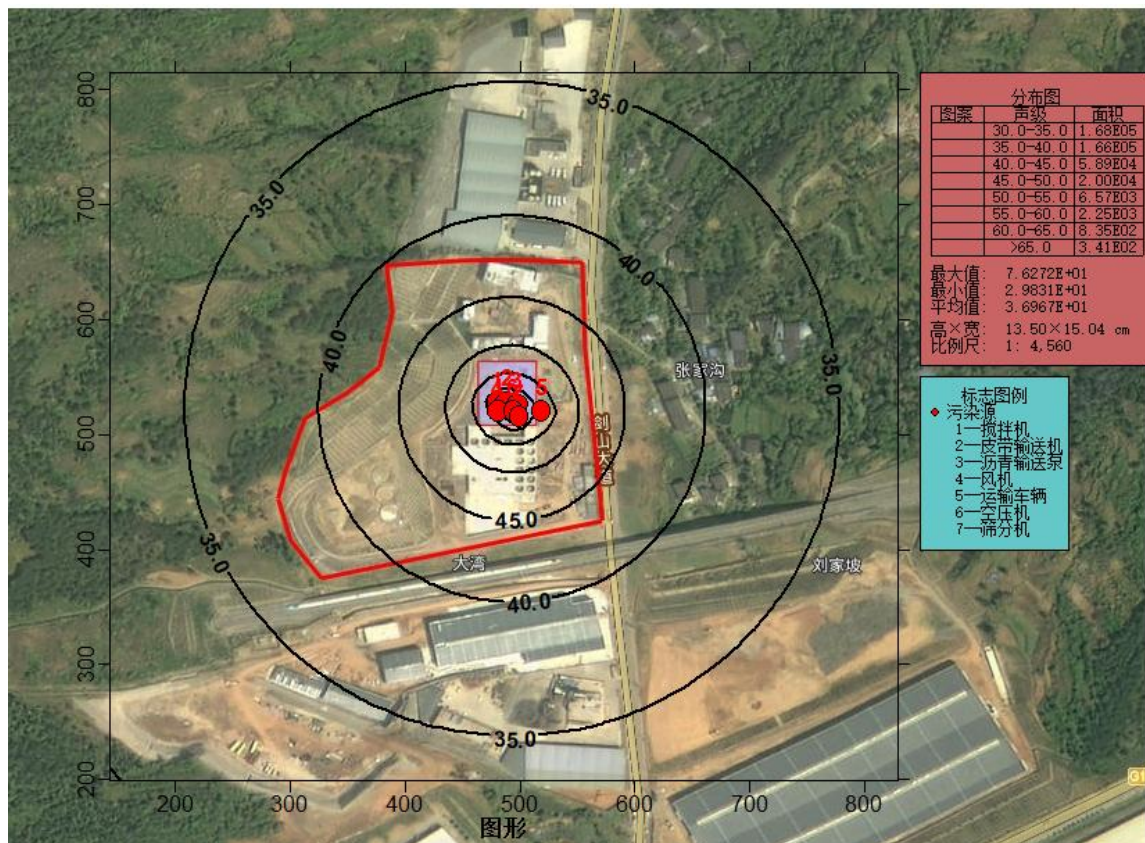 分布图
图案 声级 面积
30.0-35.0 1.68E05
35.0-40.0 1.66E05
40.0-45.0 5.89E04
45.0-50.0 2.00E04
50.0-55.0 6.57E03
55.0-60.0 2.25E03
60.0-65.0 8.35E02
>65.0 3.41E02
最大值: 7.6272E+01
最小值: 2.9831E+01
平均值: 3.6967E+01
高×宽: 13.50×15.04 cm
比例尺: 1: 4,560
标志图例
污染源
1—搅拌机
2—皮带输送机
3—沥青输送泵
4—风机
5—运输车辆
6—空压机
7—筛分机
800
700
600
500
400
300
200
200 300 400 500 600 700 800
图形
35.0
35.0
40.0
40.0
35.0
张家沟
5
剑山大道
45.0
35.0
大湾
刘家坡
40.0
35.0
G1